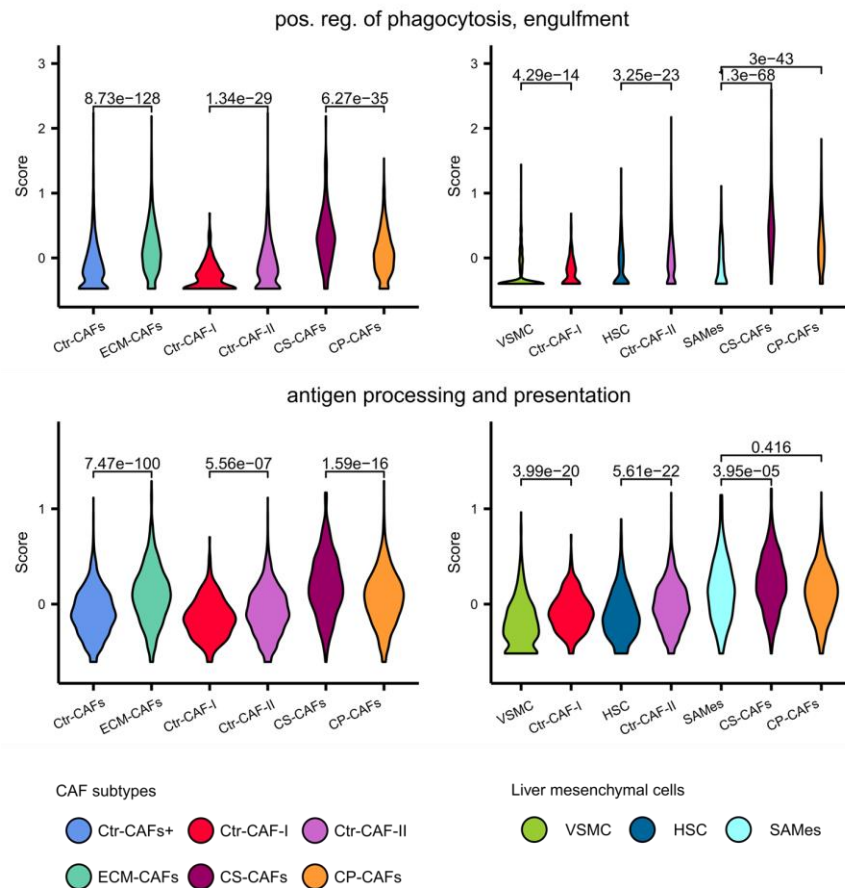 pos. reg. of phagocytosis, engulfment
3
2
1
0
Score
8.73e−128
1.34e−29
6.27e−35
Ctr-CAFs
ECM-CAFs
Ctr-CAF-I
Ctr-CAF-II
CS-CAFs
CP-CAFs
3
2
1
0
Score
4.29e−14
3.25e−23
3e−43
1.3e−68
VSMC
Ctr-CAF-I
HSC
Ctr-CAF-II
SAMes
CS-CAFs
CP-CAFs
antigen processing and presentation
1
0
Score
7.47e−100
5.56e−07
1.59e−16
Ctr-CAFs
ECM-CAFs
Ctr-CAF-I
Ctr-CAF-II
CS-CAFs
CP-CAFs
1
0
Score
3.99e−20
5.61e−22
0.416
3.95e−05
VSMC
Ctr-CAF-I
HSC
Ctr-CAF-II
SAMes
CS-CAFs
CP-CAFs
CAF subtypes
Ctr-CAFs+ Ctr-CAF-I Ctr-CAF-II
ECM-CAFs CS-CAFs CP-CAFs
Liver mesenchymal cells
VSMC HSC SAMes